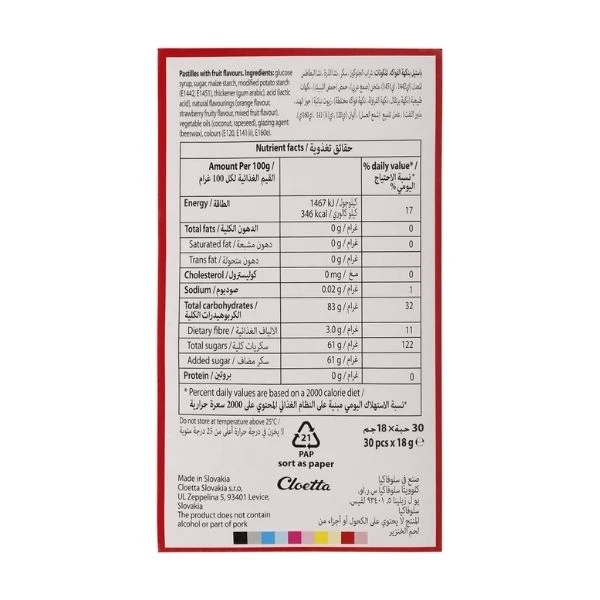 Pastilles with fruit flavours. Ingredients: glucose
syrup, sugar, maize starch, modified potato starch
(E1442, E1451), thickener (gum arabic), acid (lactic
acid), natural flavourings (orange flavour,
strawberry fruity flavour, mixed fruit flavour),
vegetable oils (coconut, rapeseed), glazing agent
(beeswax), colours (E120, E141(ii), E160e).
Nutrient facts / حقائق تغذوية
Amount Per 100g /
القيم الغذائية لكل 100 غرام
% daily value* /
نسبة الاحتياج*
اليومي%
Energy / الطاقة
1467 kJ / كيلوجول
346 kcal / كيلو كالوري
17
Total fats / الدهون الكلية
0 g / غرام
0
Saturated fat / دهون مشبعة
0 g / غرام
0
Trans fat / دهون متحولة
0 g / غرام
Cholesterol / كوليسترول
0 mg / مغ
0
Sodium / صوديوم
0.02 g / غرام
1
Total carbohydrates /
الكربوهيدرات الكلية
83 g / غرام
32
Dietary fibre / الالياف الغذائية
3.0 g / غرام
11
Total sugars / سكريات كلية
61 g / غرام
122
Added sugar / سكر مضاف
61 g / غرام
Protein / بروتين
0 g / غرام
0
* Percent daily values are based on a 2000 calorie diet /
*نسبة الاستهلاك اليومي مبنية على النظام الغذائي المحتوي على 2000 سعرة حرارية
Do not store at temperature above 25°C /
لا يخزن في درجة حرارة أعلى من 25 درجة مئوية
21
PAP
sort as paper
30 حبة×18جم
30 pcs x 18 g ℮
Made in Slovakia
Cloetta Slovakia s.r.o,
UL Zeppelina 5, 93401 Levice,
Slovakia
The product does not contain
alcohol or part of pork
Cloetta
صنع في سلوفاكيا
كلويتا سلوفاكيا س.ر.او,
يو ل زبلينا ٥, ٩٣٤٠١ لفيس,
سلوفاكيا
المنتج لا يحتوي على الكحول أو أجزاء من
لحم الخنزير